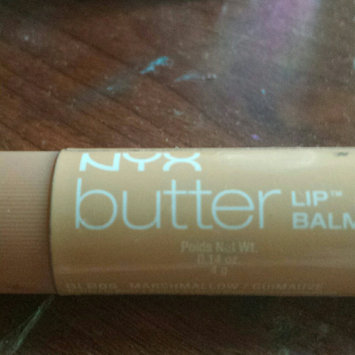 NYX
butter LIP™
BALM
Poids Net Wt.
0.14 oz.
4 g
MARSHMALLOW / GUIMAUVE